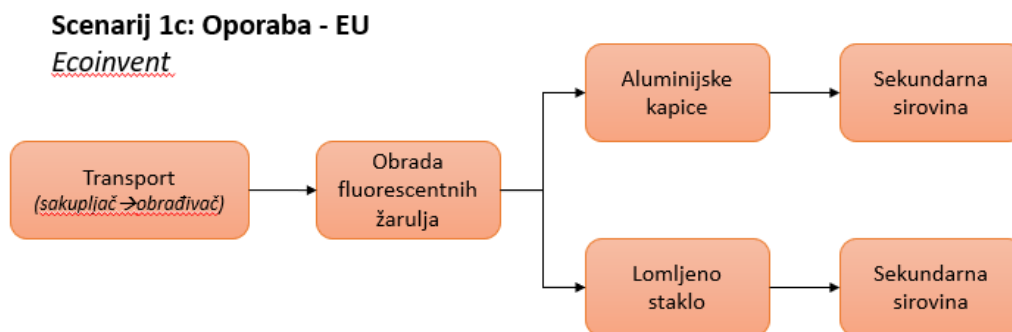 Scenarij 1c: Oporaba - EU
Ecoinvent
Transport
(sakupljač→obrađivač)
Obrada
fluorescentnih
žarulja
Aluminijske
kapice
Sekundarna
sirovina
Lomljeno
staklo
Sekundarna
sirovina